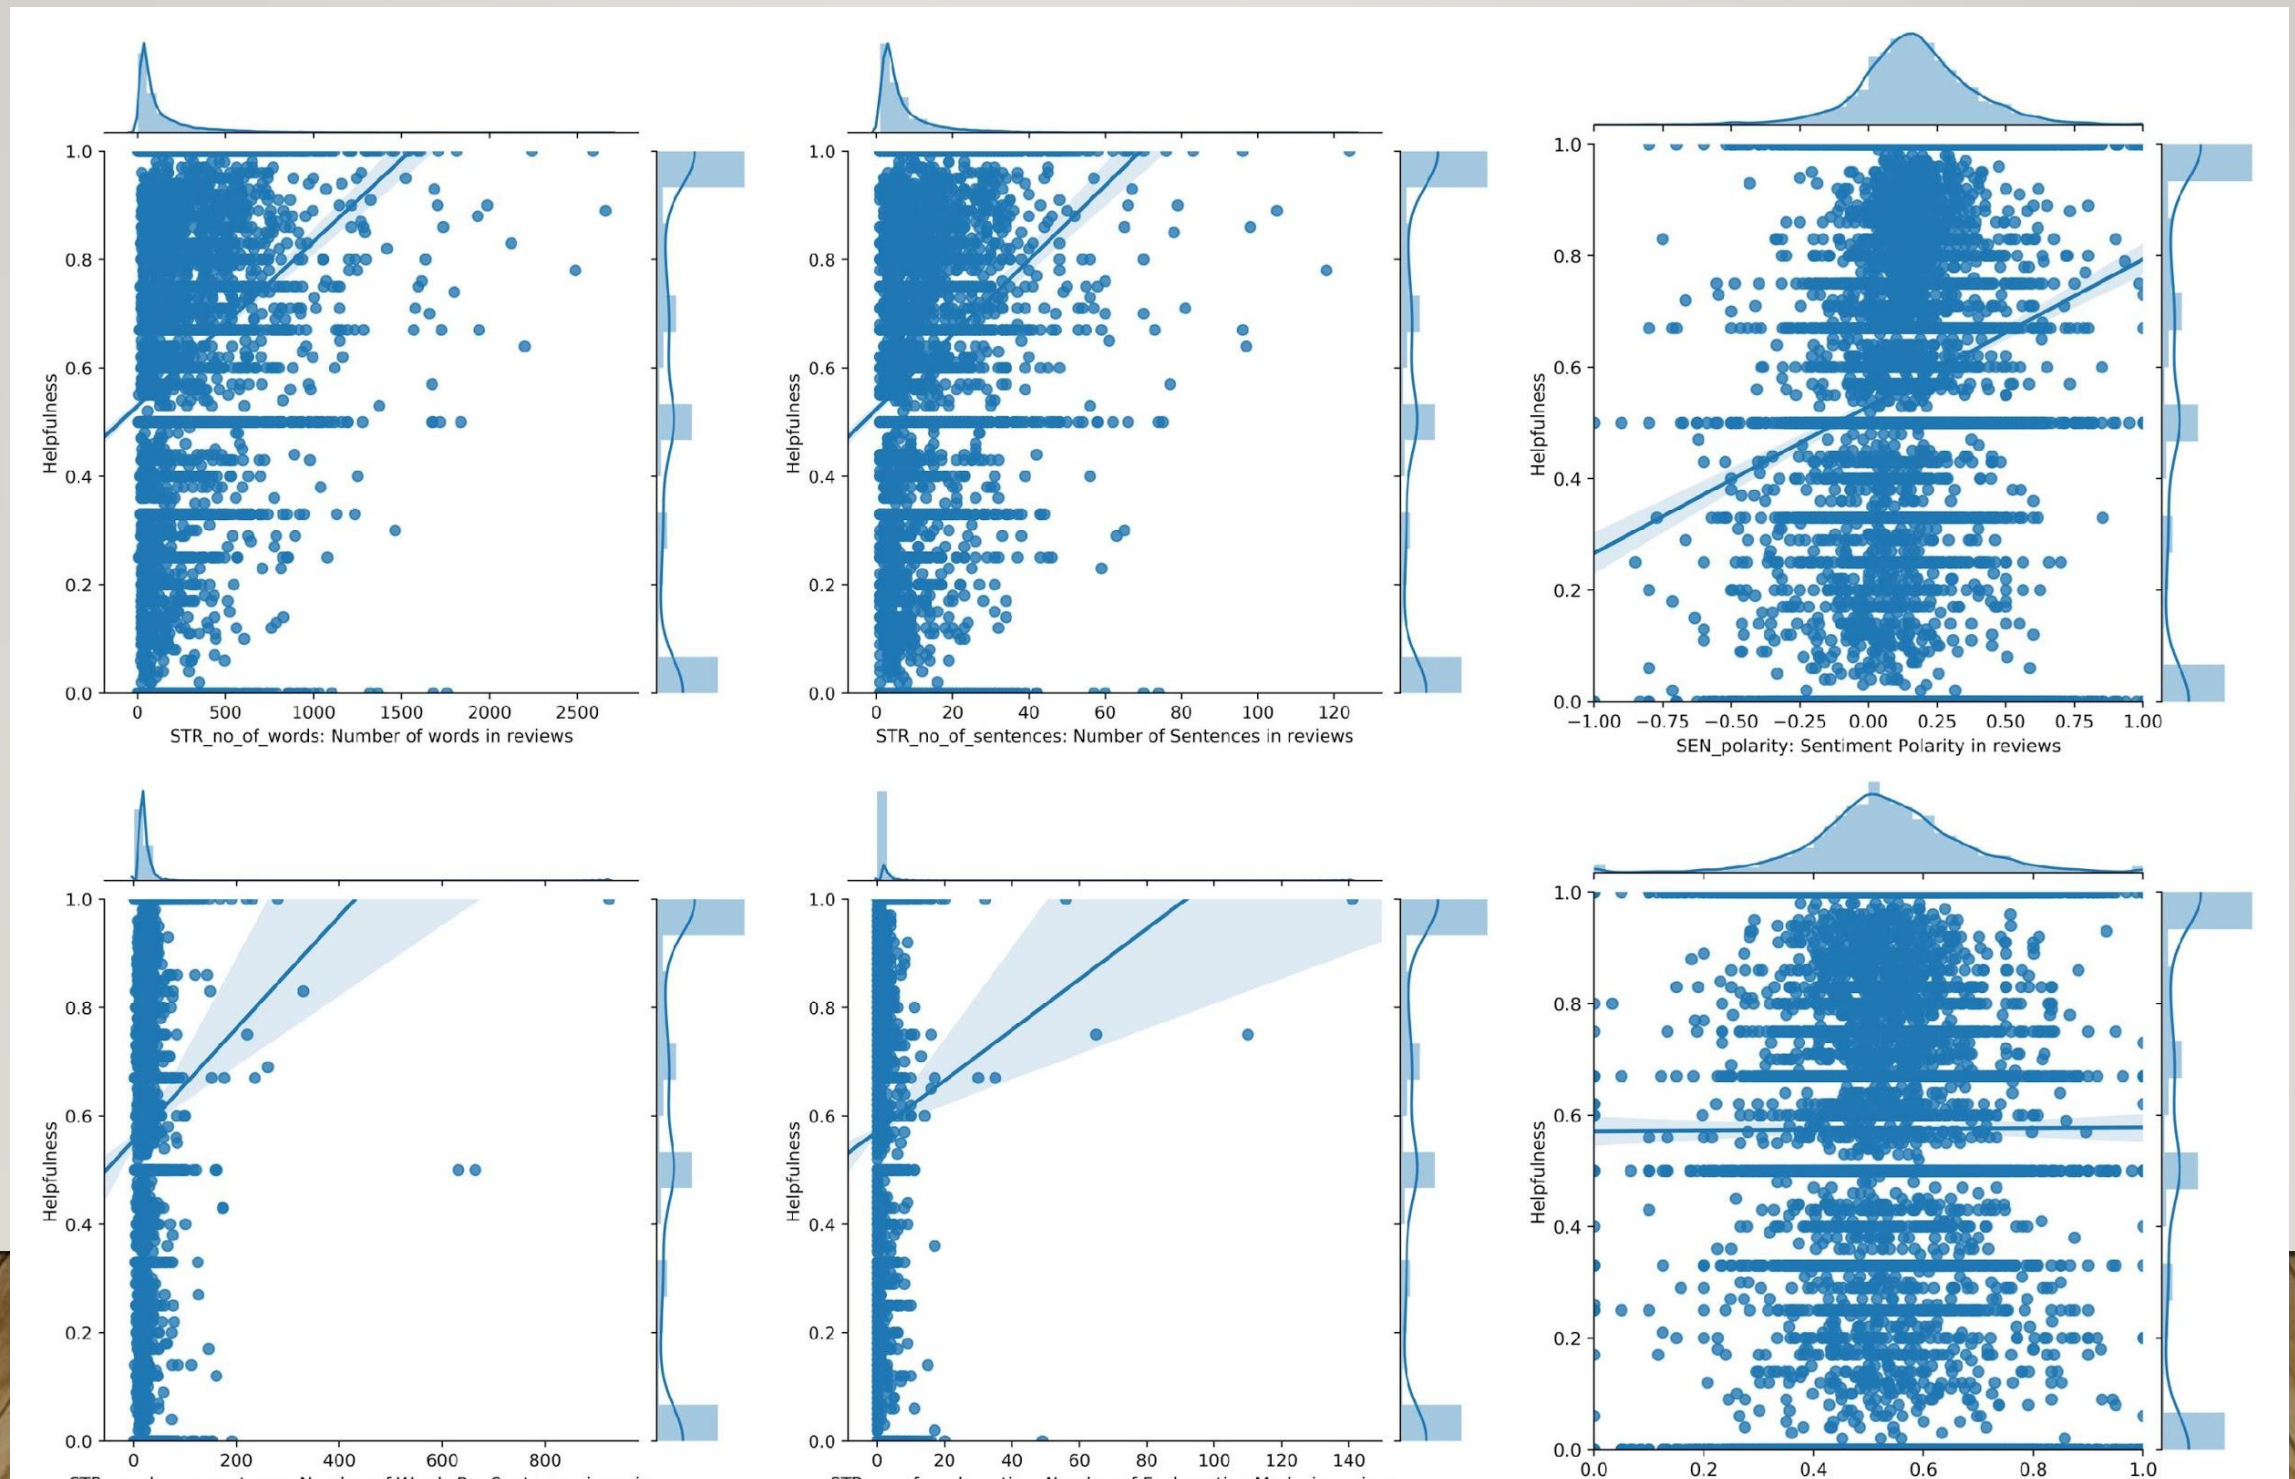 1.0
0.8
0.6
0.4
0.2
0.0
Helpfulness
0 500 1000 1500 2000 2500
STR_no_of_words: Number of words in reviews
1.0
0.8
0.6
0.4
0.2
0.0
Helpfulness
0 20 40 60 80 100 120
STR_no_of_sentences: Number of Sentences in reviews
1.0
0.8
0.6
0.4
0.2
0.0
Helpfulness
−1.00 −0.75 −0.50 −0.25 0.00 0.25 0.50 0.75 1.00
SEN_polarity: Sentiment Polarity in reviews
1.0
0.8
0.6
0.4
0.2
0.0
Helpfulness
0 200 400 600 800
1.0
0.8
0.6
0.4
0.2
0.0
Helpfulness
0 20 40 60 80 100 120 140
1.0
0.8
0.6
0.4
0.2
0.0
Helpfulness
0.0 0.2 0.4 0.6 0.8 1.0